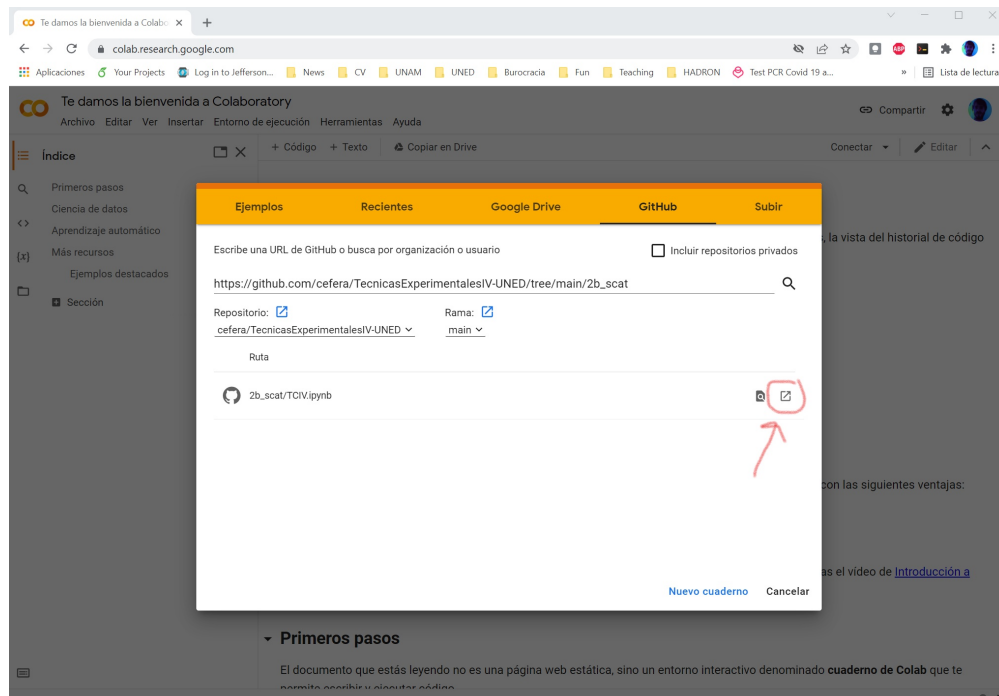 Te damos la bienvenida a Colabo
colab.research.google.com
Aplicaciones Your Projects Log in to Jefferson... News CV UNAM UNED Burocracia Fun Teaching HADRON Test PCR Covid 19 a... » Lista de lectura
Te damos la bienvenida a Colaboratory
Compartir
Archivo Editar Ver Insertar Entorno de ejecución Herramientas Ayuda
Índice
+ Código + Texto Copiar en Drive
Conectar Editar
Primeros pasos
Ciencia de datos
Aprendizaje automático
Más recursos
Ejemplos destacados
Sección
Ejemplos Recientes Google Drive GitHub Subir
Escribe una URL de GitHub o busca por organización o usuario
Incluir repositorios privados
, la vista del historial de código
https://github.com/cefera/TecnicasExperimentalesIV-UNED/tree/main/2b_scat
Repositorio: Rama:
cefera/TecnicasExperimentalesIV-UNED main
Ruta
2b_scat/TCIV.ipynb
con las siguientes ventajas:
as el vídeo de Introducción a
Nuevo cuaderno Cancelar
Primeros pasos
El documento que estás leyendo no es una página web estática, sino un entorno interactivo denominado cuaderno de Colab que te
permite escribir y ejecutar código.